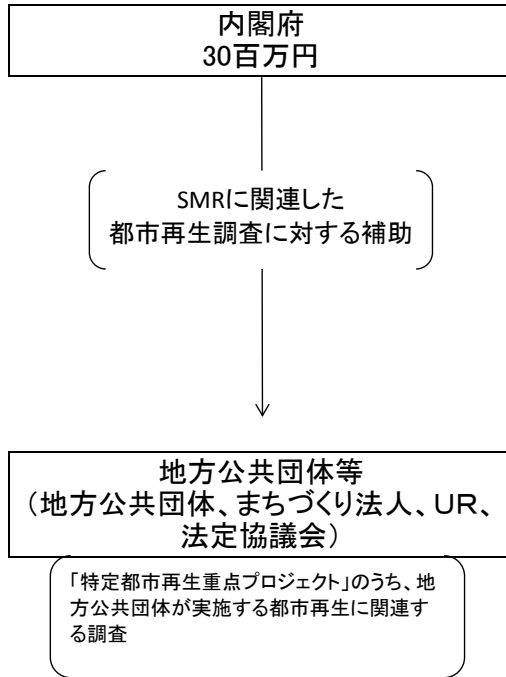 内閣府
30百万円
SMRに関連した
都市再生調査に対する補助
地方公共団体等
（地方公共団体、まちづくり法人、ＵＲ、
法定協議会）
「特定都市再生重点プロジェクト」のうち、地
方公共団体が実施する都市再生に関連す
る調査